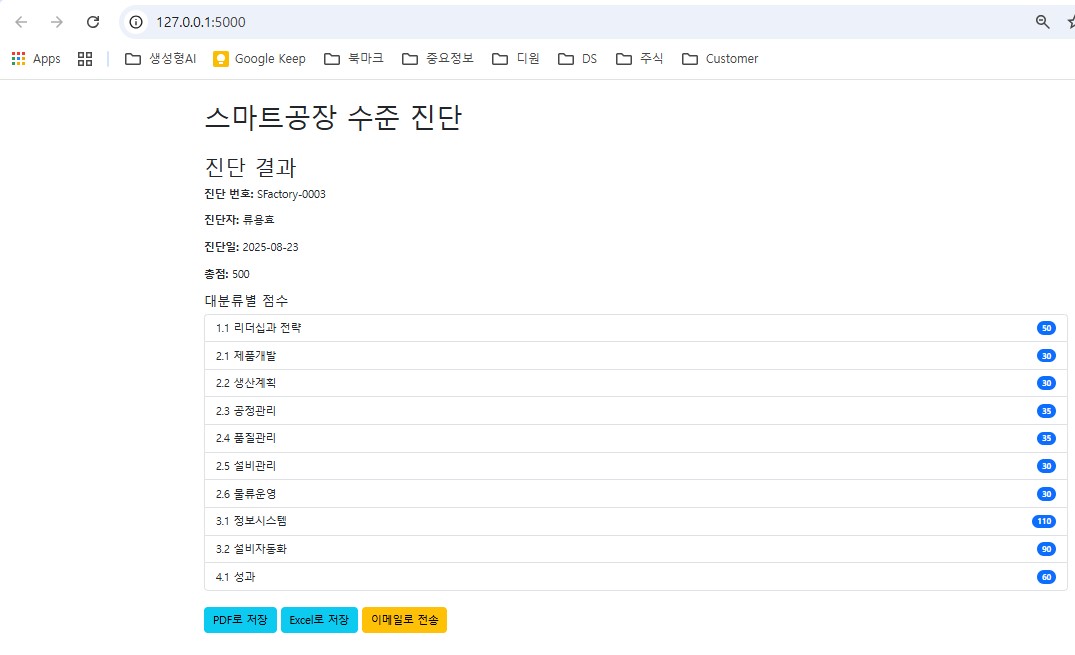 127.0.0.1:5000
Apps 생성형AI Google Keep 북마크 중요정보 디원 DS 주식 Customer
스마트공장 수준 진단
진단 결과
진단 번호: SFactory-0003
진단자: 류용효
진단일: 2025-08-23
총점: 500
대분류별 점수
1.1 리더십과 전략 50
2.1 제품개발 30
2.2 생산계획 30
2.3 공정관리 35
2.4 품질관리 35
2.5 설비관리 30
2.6 물류운영 30
3.1 정보시스템 110
3.2 설비자동화 90
4.1 성과 60
PDF로 저장 Excel로 저장 이메일로 전송